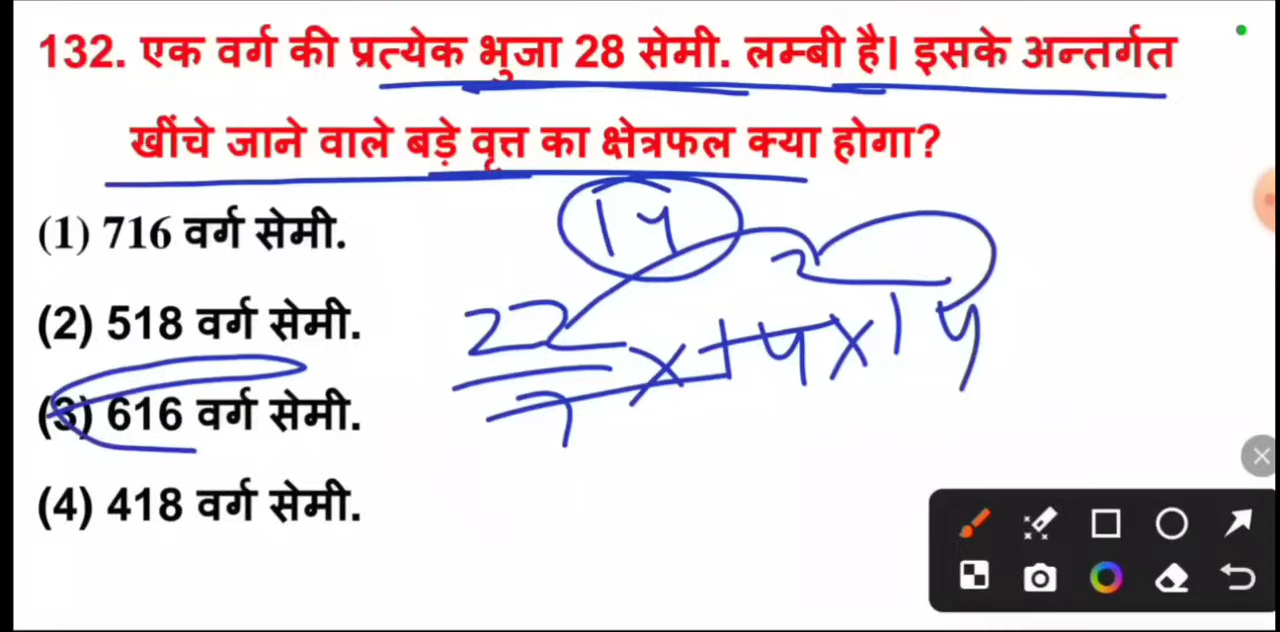 132. एक वर्ग की प्रत्येक भुजा 28 सेमी. लम्बी है। इसके अन्तर्गत
खींचे जाने वाले बड़े वृत्त का क्षेत्रफल क्या होगा?
(1) 716 वर्ग सेमी.
14
2
(2) 518 वर्ग सेमी.
22
× 14 × 14
7
(3) 616 वर्ग सेमी.
(4) 418 वर्ग सेमी.